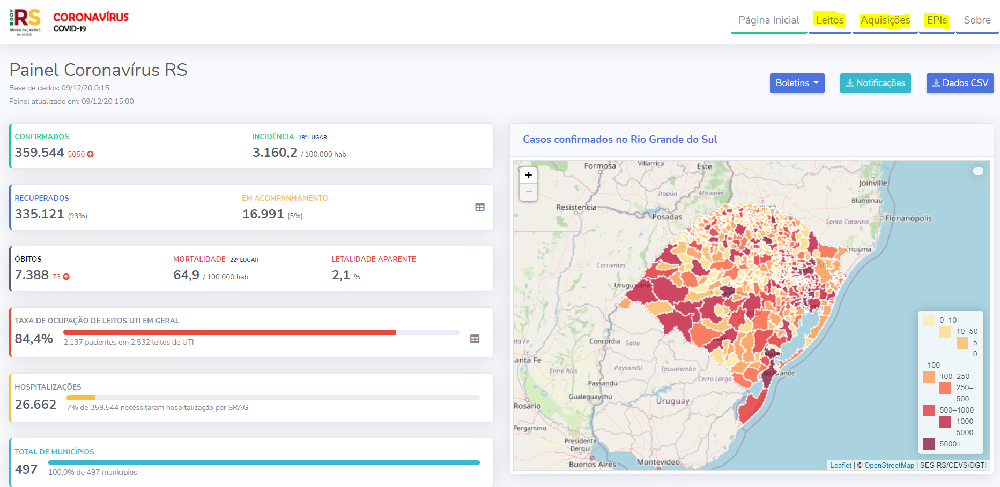 GOV RS
NOVAS FAÇANHAS
NA SAÚDE
CORONAVÍRUS
COVID-19
Página Inicial
Leitos
Aquisições
EPIs
Sobre
Painel Coronavírus RS
Base de dados: 09/12/20 0:15
Painel atualizado em: 09/12/20 15:00
Boletins
Notificações
Dados CSV
CONFIRMADOS
359.544 5050
INCIDÊNCIA 18º LUGAR
3.160,2 / 100.000 hab
RECUPERADOS
335.121 (93%)
EM ACOMPANHAMENTO
16.991 (5%)
ÓBITOS
7.388 73
MORTALIDADE 22º LUGAR
64,9 / 100.000 hab
LETALIDADE APARENTE
2,1 %
TAXA DE OCUPAÇÃO DE LEITOS UTI EM GERAL
84,4%
2.137 pacientes em 2.532 leitos de UTI
HOSPITALIZAÇÕES
26.662
7% de 359.544 necessitaram hospitalização por SRAG
TOTAL DE MUNICÍPIOS
497
100,0% de 497 municípios
Casos confirmados no Rio Grande do Sul
+
−
Formosa
Villarrica
Este
Joinville
Itapúa
Misiones
Blumenau
Resistencia
Posadas
Santa Catarina
Florianópolis
Criciúma
Corrientes
Uruguaiana
Concordia
Salto
Santa Fe
Entre Ríos
Paysandú
Tacuarembó
Cerro Largo
Paysandú
Gualeguaychú
Uruguay
Rosario
Pergamino
Presidente
Derqui
Buenos Aires
Montevideo
0–10
10–50
5
0
–100
100–250
250–
500
500–1000
1000–
5000
5000+
Leaflet | © OpenStreetMap | SES-RS/CEVS/DGTI